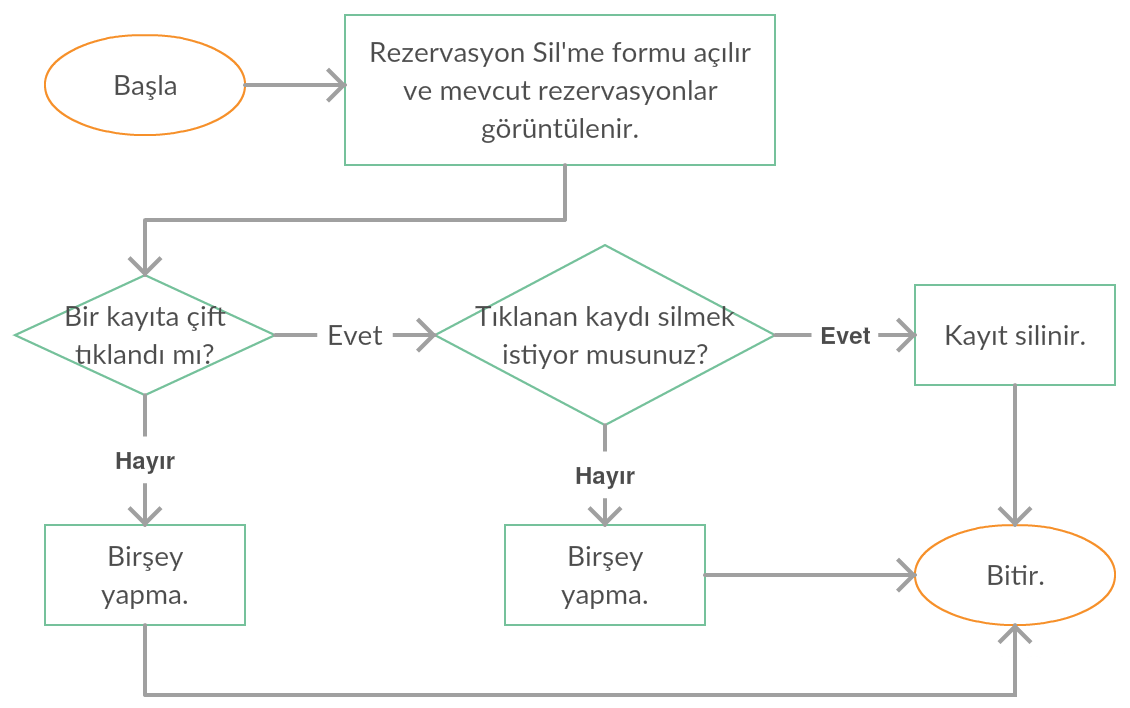 Başla
Rezervasyon Sil'me formu açılır
ve mevcut rezervasyonlar
görüntülenir.
Bir kayıta çift
tıklandı mı?
Evet
Tıklanan kaydı silmek
istiyor musunuz?
Evet
Kayıt silinir.
Hayır
Hayır
Birşey
yapma.
Birşey
yapma.
Bitir.